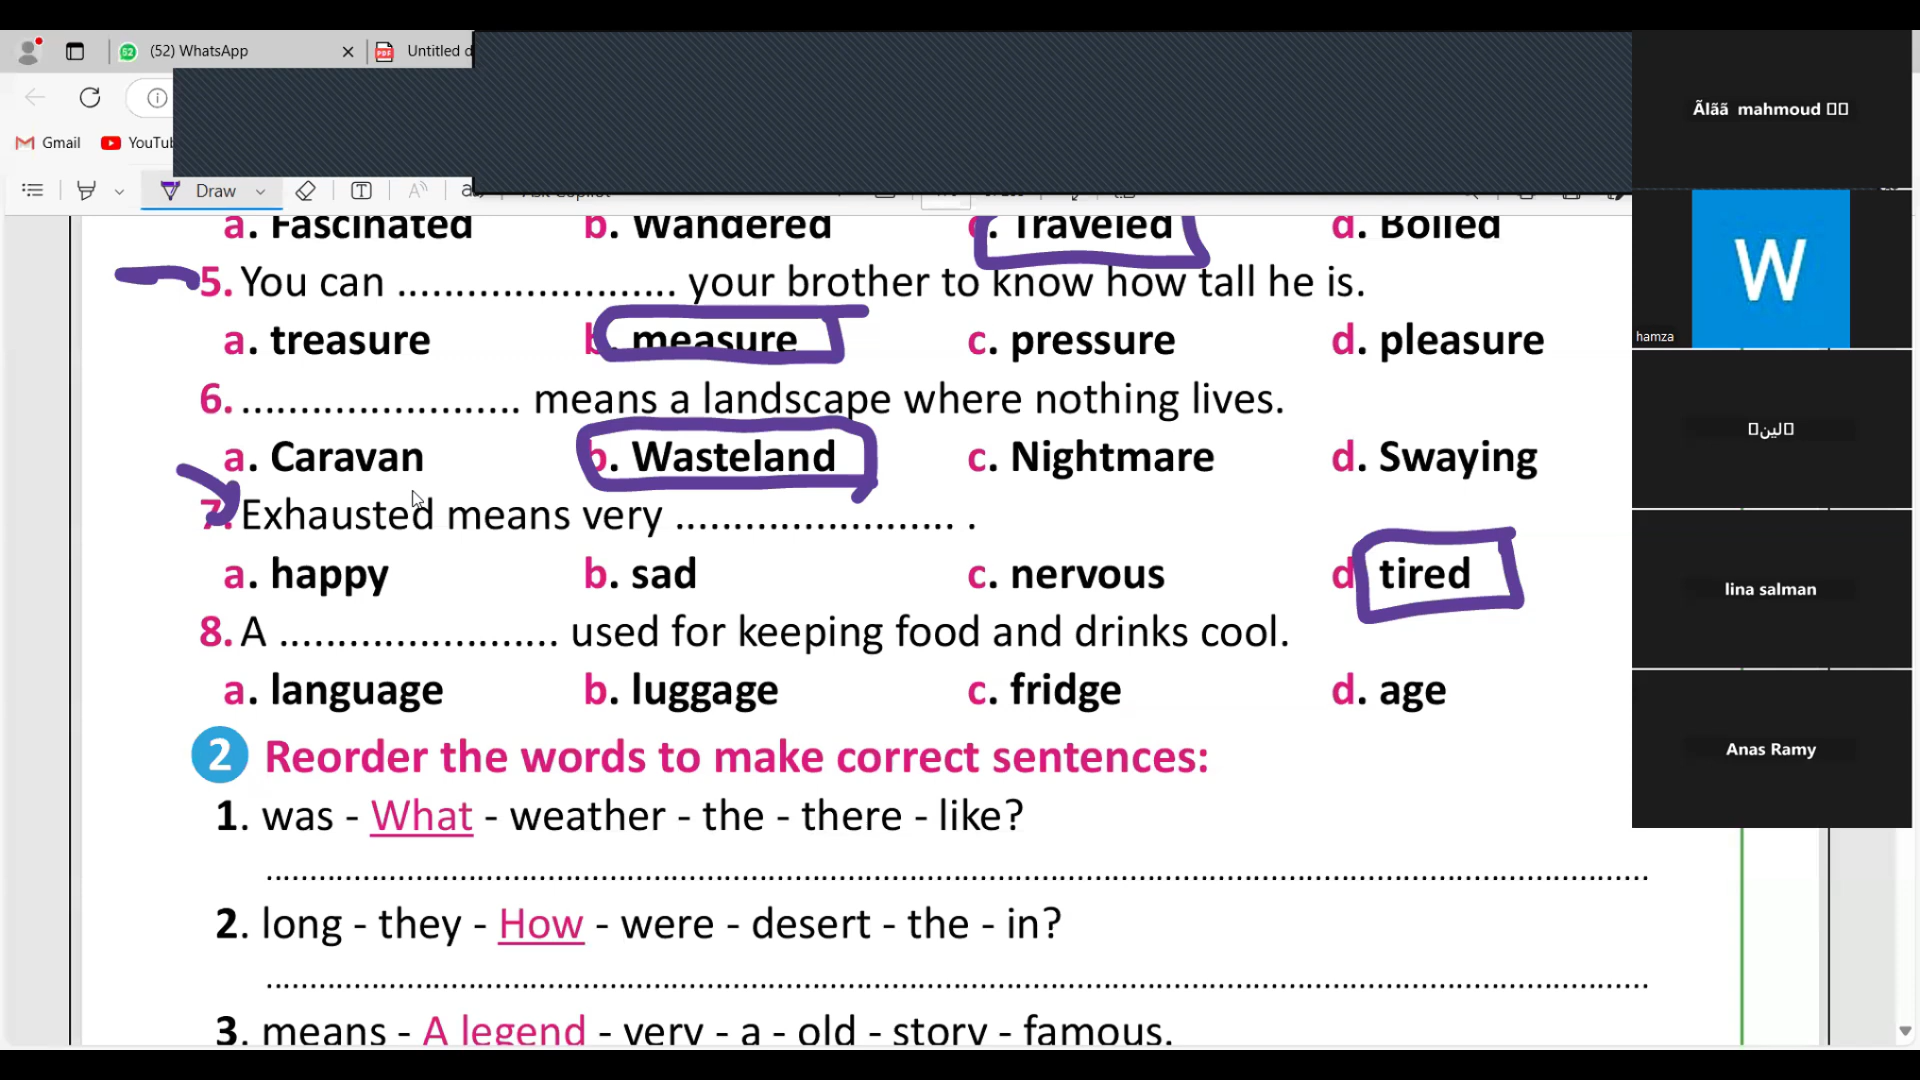 (52) WhatsApp
Untitled d
Gmail YouTub
Draw
a. Fascinated b. Wandered c. Traveled d. Boiled
5. You can ........................ your brother to know how tall he is.
a. treasure b. measure c. pressure d. pleasure
6. ........................ means a landscape where nothing lives.
a. Caravan b. Wasteland c. Nightmare d. Swaying
7. Exhausted means very ........................ .
a. happy b. sad c. nervous d. tired
8. A ........................ used for keeping food and drinks cool.
a. language b. luggage c. fridge d. age
2 Reorder the words to make correct sentences:
1. was - What - weather - the - there - like?
2. long - they - How - were - desert - the - in?
3. means - A legend - very - a - old - story - famous.
Ãlãã mahmoud
W
hamza
لين
lina salman
Anas Ramy